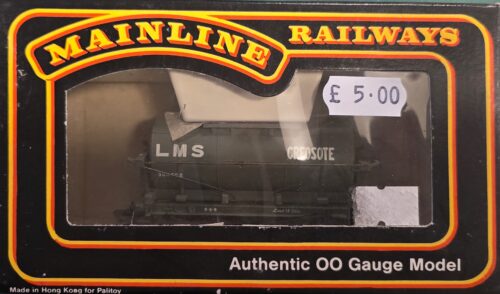 MAINLINE RAILWAYS
£ 5.00
LMS CREOSOTE
Authentic OO Gauge Model
Made in Hong Kong for Palitoy